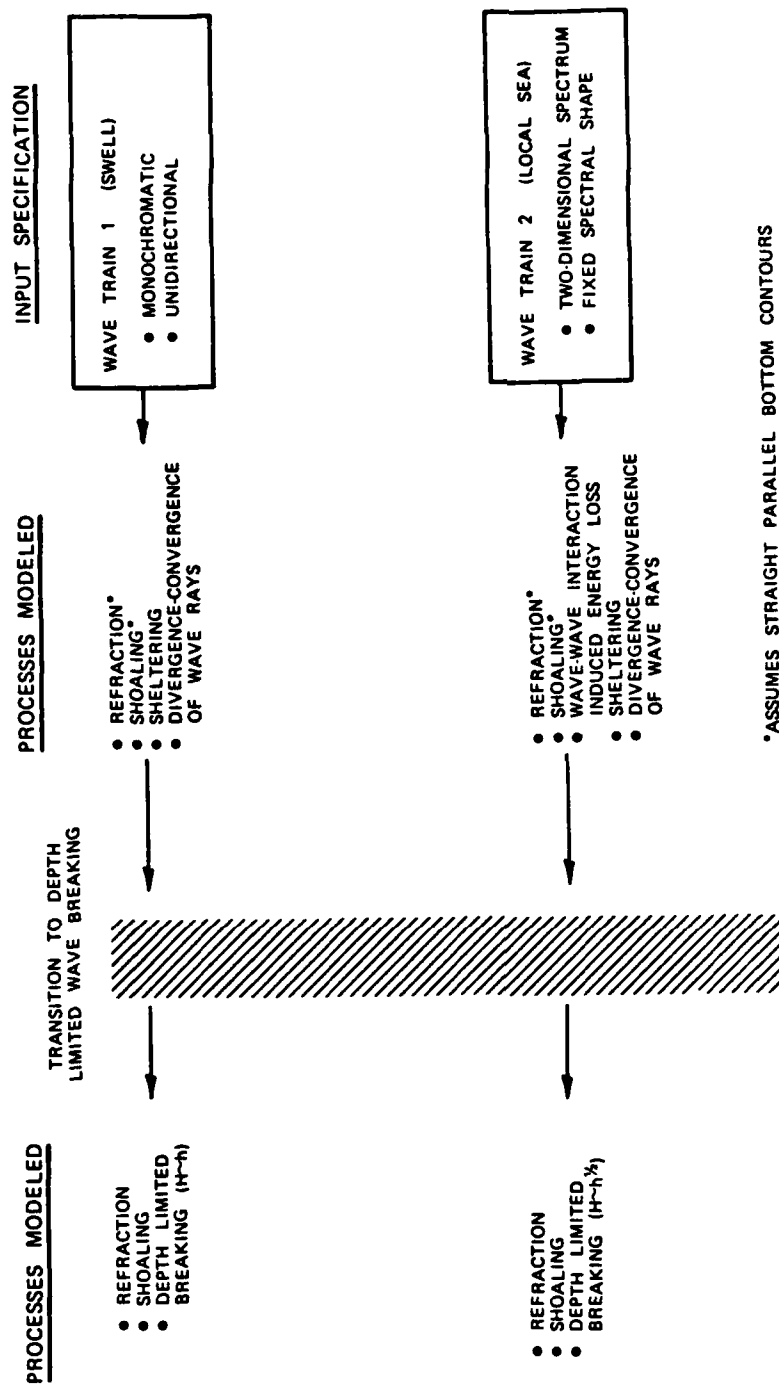 PROCESSES MODELED
• REFRACTION
• SHOALING
• DEPTH LIMITED
BREAKING (H~h)
• REFRACTION
• SHOALING
• DEPTH LIMITED
BREAKING (H~h½)
TRANSITION TO DEPTH
LIMITED WAVE BREAKING
PROCESSES MODELED
• REFRACTION*
• SHOALING*
• SHELTERING
• DIVERGENCE-CONVERGENCE
OF WAVE RAYS
• REFRACTION*
• SHOALING*
• WAVE-WAVE INTERACTION
INDUCED ENERGY LOSS
• SHELTERING
• DIVERGENCE-CONVERGENCE
OF WAVE RAYS
INPUT SPECIFICATION
WAVE TRAIN 1 (SWELL)
• MONOCHROMATIC
• UNIDIRECTIONAL
WAVE TRAIN 2 (LOCAL SEA)
• TWO-DIMENSIONAL SPECTRUM
• FIXED SPECTRAL SHAPE
*ASSUMES STRAIGHT PARALLEL BOTTOM CONTOURS